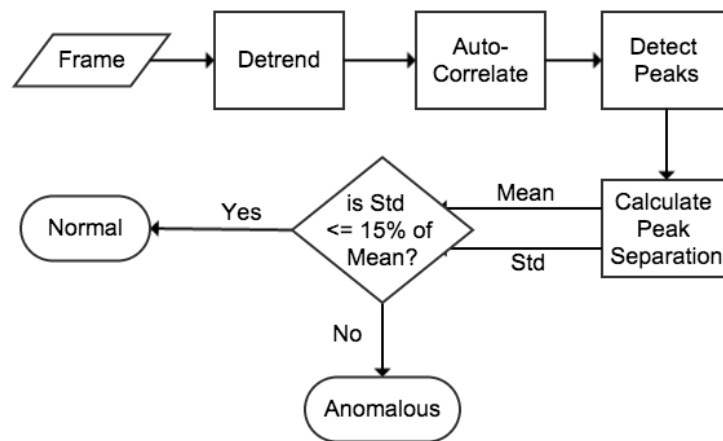 Frame
Detrend
Auto-
Correlate
Detect
Peaks
Calculate
Peak
Separation
Mean
Std
is Std
<= 15% of
Mean?
Yes
Normal
No
Anomalous